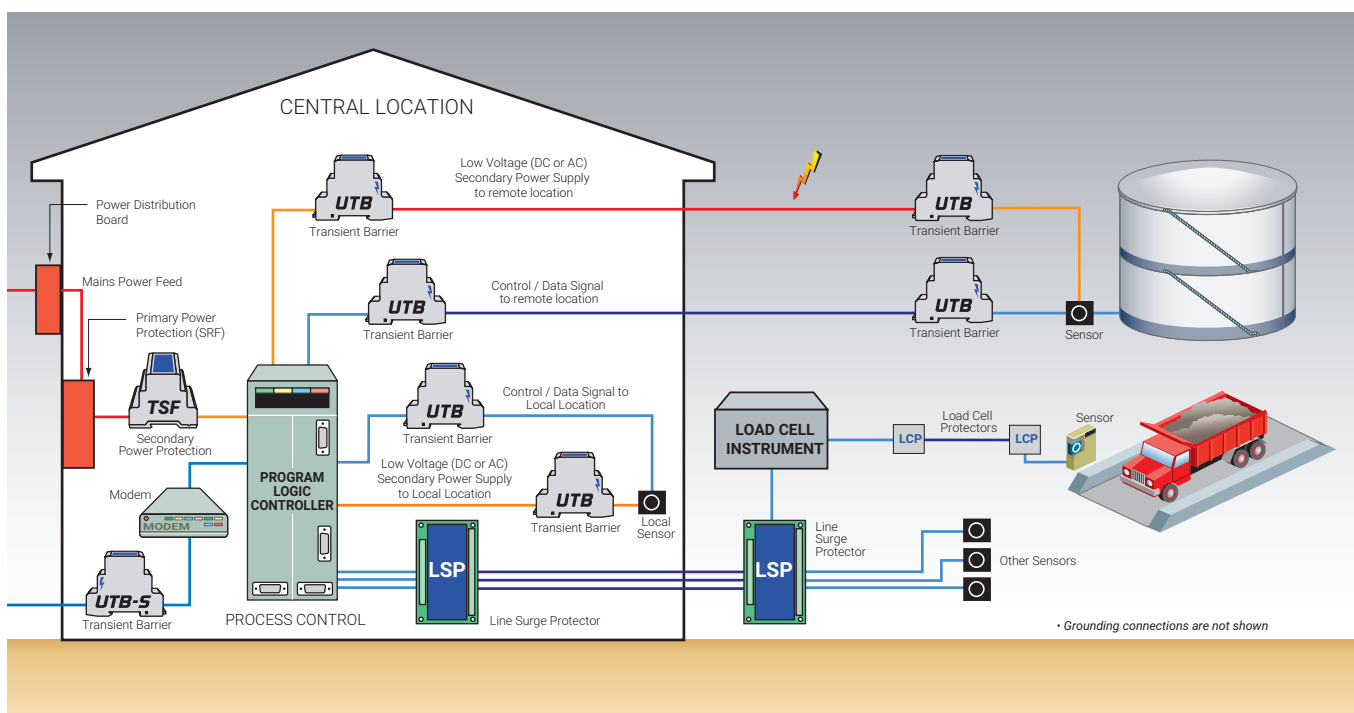 CENTRAL LOCATION
Low Voltage (DC or AC)
Secondary Power Supply
to remote location
UTB
Transient Barrier
UTB
Transient Barrier
Power Distribution
Board
Mains Power Feed
Control / Data Signal
to remote location
UTB
Transient Barrier
UTB
Transient Barrier
Sensor
Primary Power
Protection (SRF)
TSF
Secondary
Power Protection
Control / Data Signal to
Local Location
UTB
Transient Barrier
LOAD CELL
INSTRUMENT
LCP
Load Cell
Protectors
LCP
Sensor
PROGRAM
LOGIC
CONTROLLER
Low Voltage (DC or AC)
Secondary Power Supply
to Local Location
UTB
Transient Barrier
Local
Sensor
Modem
MODEM
LSP
Line Surge Protector
LSP
Line
Surge
Protector
Other Sensors
UTB-S
Transient Barrier
PROCESS CONTROL
• Grounding connections are not shown